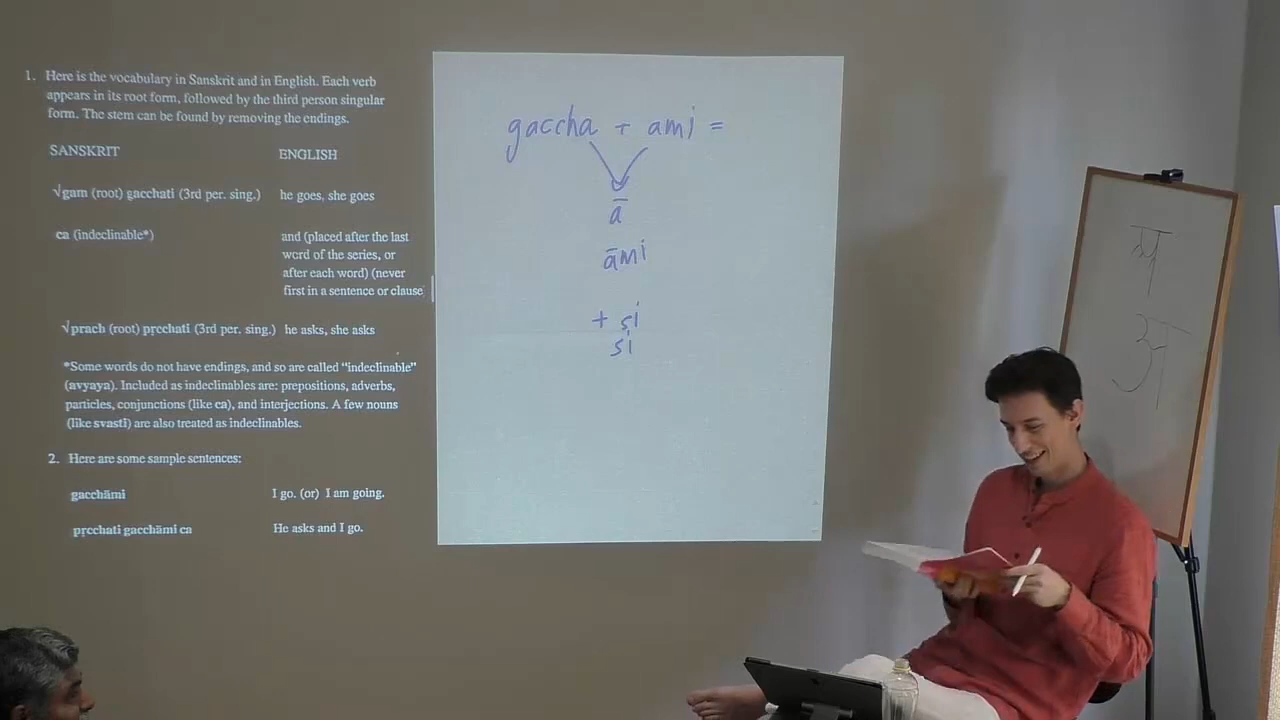 1. Here is the vocabulary in Sanskrit and in English. Each verb
appears in its root form, followed by the third person singular
form. The stem can be found by removing the endings.
SANSKRIT ENGLISH
√gam (root) gacchati (3rd per. sing.) he goes, she goes
ca (indeclinable*) and (placed after the last
word of the series, or
after each word) (never
first in a sentence or clause
√prach (root) pṛcchati (3rd per. sing.) he asks, she asks
*Some words do not have endings, and so are called "indeclinable"
(avyaya). Included as indeclinables are: prepositions, adverbs,
particles, conjunctions (like ca), and interjections. A few nouns
(like svasti) are also treated as indeclinables.
2. Here are some sample sentences:
gacchāmi I go. (or) I am going.
pṛcchati gacchāmi ca He asks and I go.
gaccha + ami =
ā
āmi
+ si
si
अ